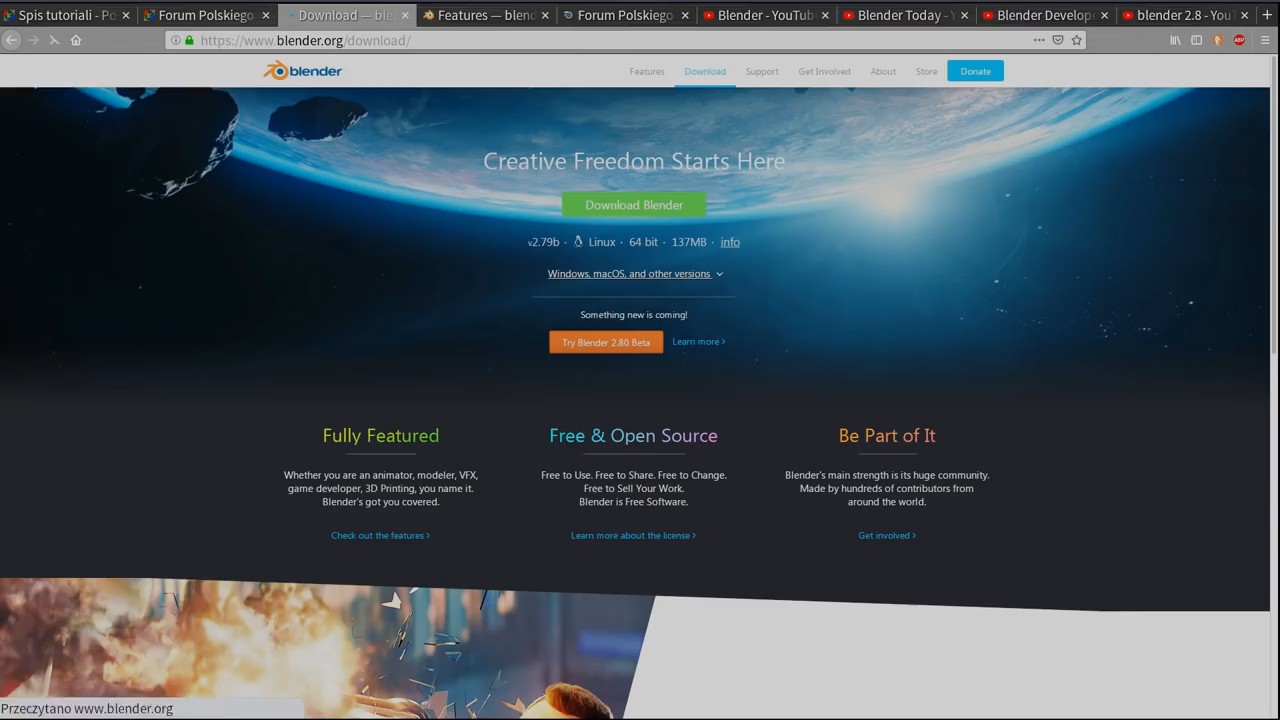 Spis tutoriali - Po
Forum Polskiego
Download — blen
Features — blend
Forum Polskiego
Blender - YouTube
Blender Today - Y
Blender Develope
blender 2.8 - YouT
https://www.blender.org/download/
ABP
blender
Features
Download
Support
Get Involved
About
Store
Donate
Creative Freedom Starts Here
Download Blender
v2.79b · Linux · 64 bit · 137MB · info
Windows, macOS, and other versions
Something new is coming!
Try Blender 2.80 Beta
Learn more ›
Fully Featured
Whether you are an animator, modeler, VFX,
game developer, 3D Printing, you name it.
Blender's got you covered.
Check out the features ›
Free & Open Source
Free to Use. Free to Share. Free to Change.
Free to Sell Your Work.
Blender is Free Software.
Learn more about the license ›
Be Part of It
Blender's main strength is its huge community.
Made by hundreds of contributors from
around the world.
Get involved ›
Przeczytano www.blender.org